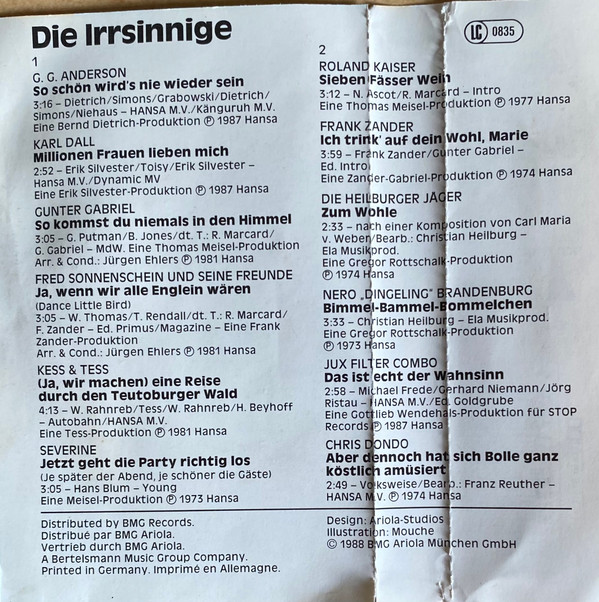 Die Irrsinnige
LC 0835
1
G. G. ANDERSON
So schön wird's nie wieder sein
3:16 – Dietrich/Simons/Grabowski/Dietrich/
Simons/Niehaus – HANSA M.V./Känguruh M.V.
Eine Bernd Dietrich-Produktion ℗ 1987 Hansa
KARL DALL
Millionen Frauen lieben mich
2:52 – Erik Silvester/Toisy/Erik Silvester –
Hansa M.V./Dynamic MV
Eine Erik Silvester-Produktion ℗ 1987 Hansa
GUNTER GABRIEL
So kommst du niemals in den Himmel
3:05 – G. Putman/B. Jones/dt. T.: R. Marcard/
G. Gabriel – MdW. Eine Thomas Meisel-Produktion
Arr. & Cond.: Jürgen Ehlers ℗ 1981 Hansa
FRED SONNENSCHEIN UND SEINE FREUNDE
Ja, wenn wir alle Englein wären
(Dance Little Bird)
3:05 – W. Thomas/T. Rendall/dt. T.: R. Marcard/
F. Zander – Ed. Primus/Magazine – Eine Frank
Zander-Produktion
Arr. & Cond.: Jürgen Ehlers ℗ 1981 Hansa
KESS & TESS
(Ja, wir machen) eine Reise
durch den Teutoburger Wald
4:13 – W. Rahnreb/Tess/W. Rahnreb/H. Beyhoff
– Autobahn/HANSA M.V.
Eine Tess-Produktion ℗ 1981 Hansa
SEVERINE
Jetzt geht die Party richtig los
(Je später der Abend, je schöner die Gäste)
3:05 – Hans Blum – Young
Eine Meisel-Produktion ℗ 1973 Hansa
2
ROLAND KAISER
Sieben Fässer Wein
3:12 – N. Ascot/R. Marcard – Intro
Eine Thomas Meisel-Produktion ℗ 1977 Hansa
FRANK ZANDER
Ich trink' auf dein Wohl, Marie
3:59 – Frank Zander/Gunter Gabriel –
Ed. Intro
Eine Zander-Gabriel-Produktion ℗ 1974 Hansa
DIE HEILBURGER JÄGER
Zum Wohle
2:33 – nach einer Komposition von Carl Maria
v. Weber/Bearb.: Christian Heilburg –
Ela Musikprod.
Eine Gregor Rottschalk-Produktion
℗ 1974 Hansa
NERO „DINGELING“ BRANDENBURG
Bimmel-Bammel-Bommelchen
3:33 – Christian Heilburg – Ela Musikprod.
Eine Gregor Rottschalk-Produktion
℗ 1973 Hansa
JUX FILTER COMBO
Das ist echt der Wahnsinn
2:58 – Michael Frede/Gerhard Niemann/Jörg
Ristau – HANSA M.V./Ed. Goldgrube
Eine Gottlieb Wendehals-Produktion für STOP
Records ℗ 1987 Hansa
CHRIS DONDO
Aber dennoch hat sich Bolle ganz
köstlich amüsiert
2:49 – Volksweise/Bearb.: Franz Reuther –
HANSA M.V. ℗ 1974 Hansa
Distributed by BMG Records.
Distribué par BMG Ariola.
Vertrieb durch BMG Ariola.
A Bertelsmann Music Group Company.
Printed in Germany. Imprimé en Allemagne.
Design: Ariola-Studios
Illustration: Mouche
© 1988 BMG Ariola München GmbH